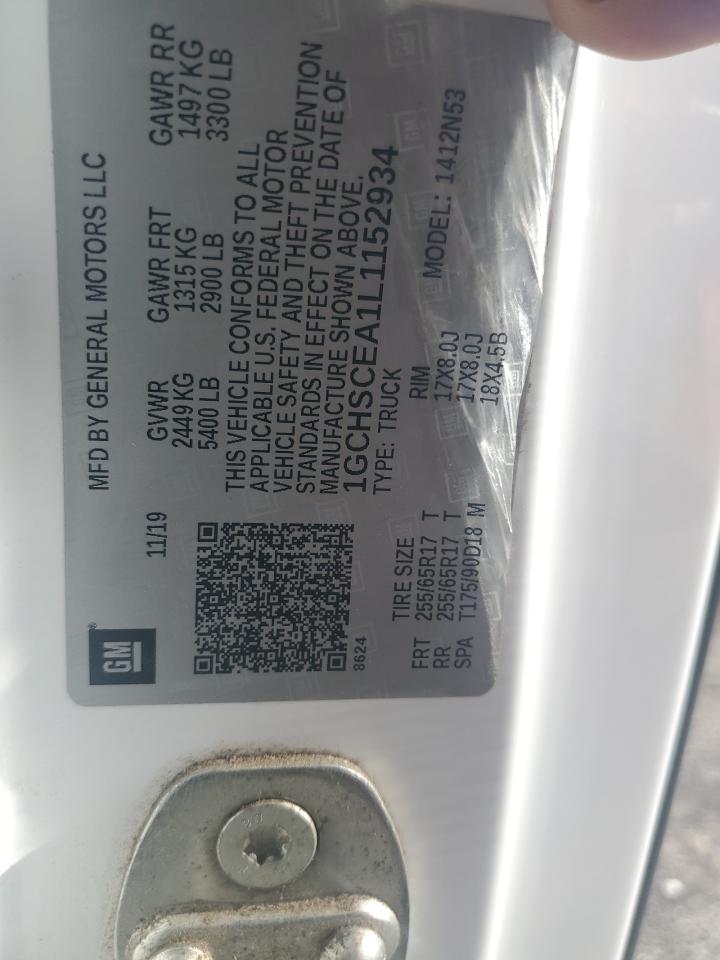 MFD BY GENERAL MOTORS LLC
GM
®
11/19
GVWR GAWR FRT GAWR RR
2449 KG 1315 KG 1497 KG
5400 LB 2900 LB 3300 LB
THIS VEHICLE CONFORMS TO ALL
APPLICABLE U.S. FEDERAL MOTOR
VEHICLE SAFETY AND THEFT PREVENTION
STANDARDS IN EFFECT ON THE DATE OF
MANUFACTURE SHOWN ABOVE.
1GCHSCEA1L1152934
8624
TYPE: TRUCK MODEL: 1412N53
TIRE SIZE RIM
FRT 255/65R17 T 17X8.0J
RR 255/65R17 T 17X8.0J
SPA T175/90D18 M 18X4.5B